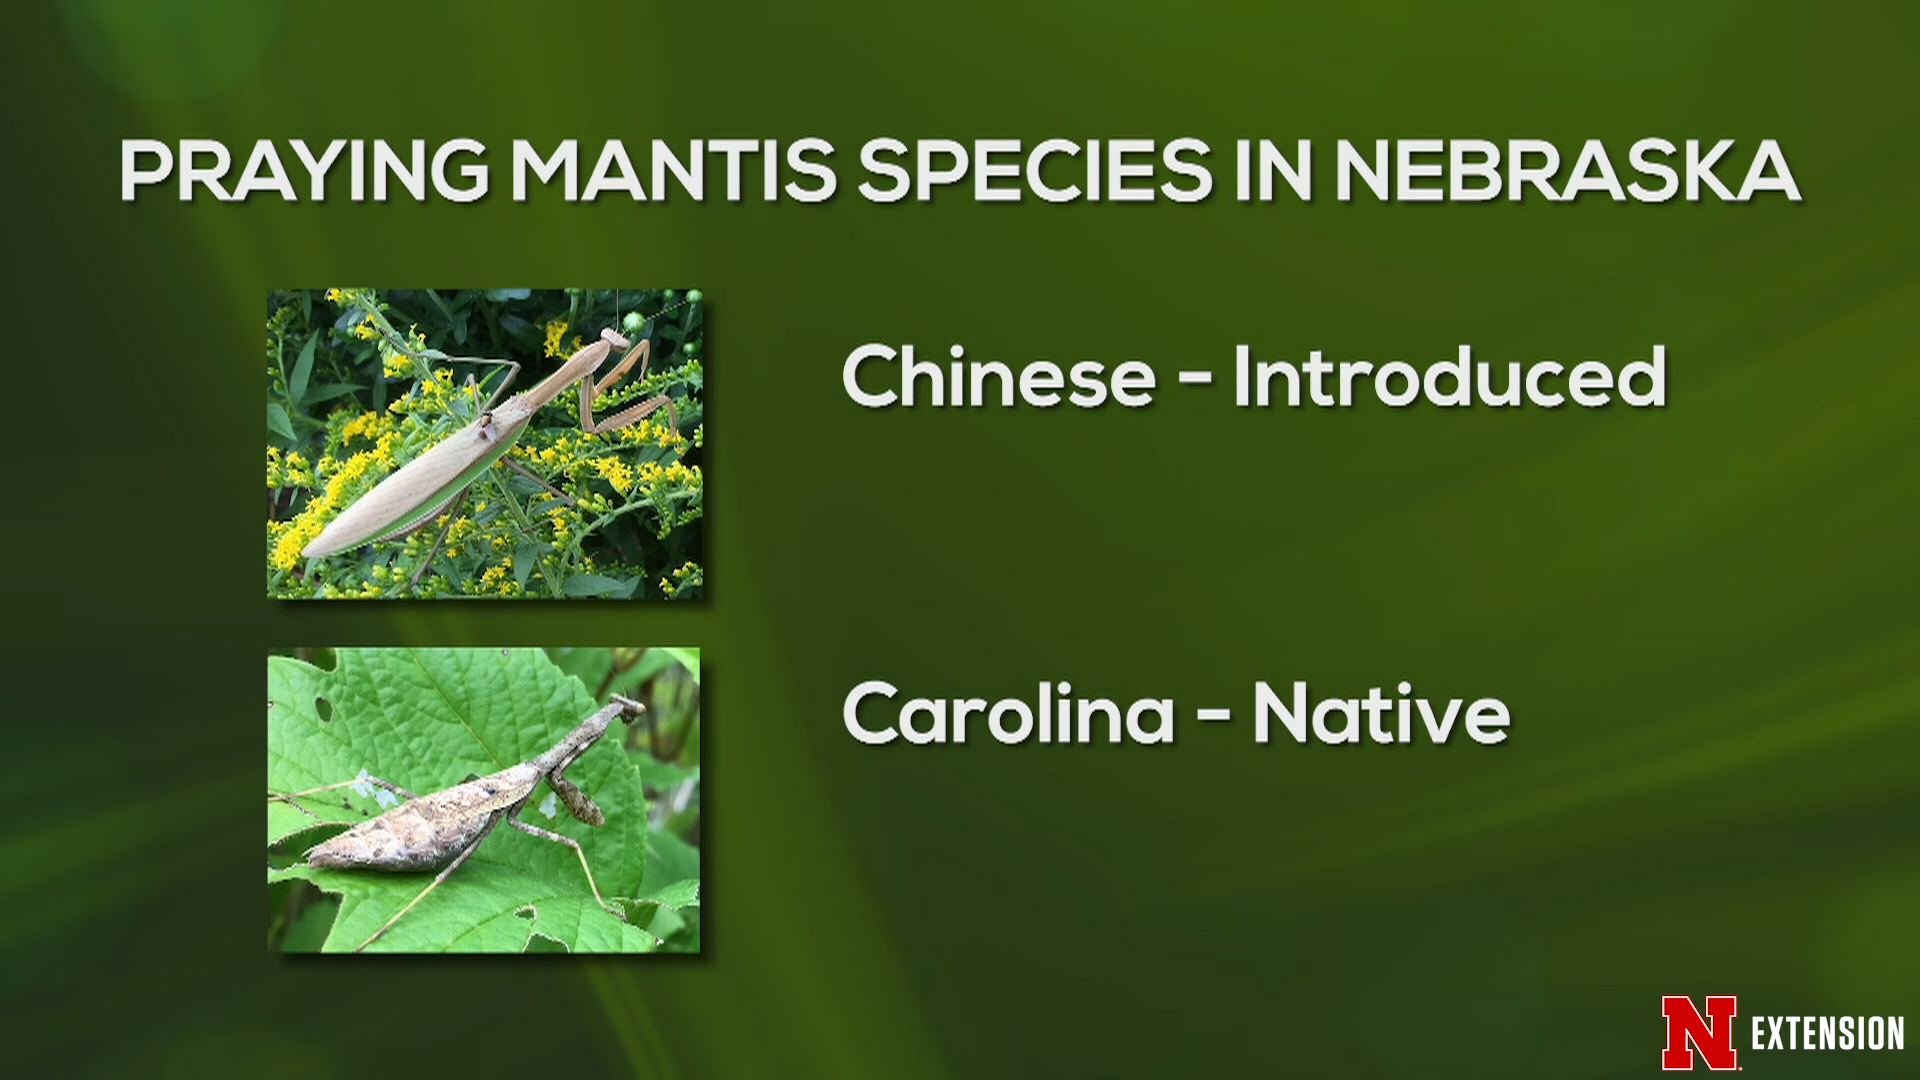 PRAYING MANTIS SPECIES IN NEBRASKA
Chinese - Introduced
Carolina - Native
N EXTENSION